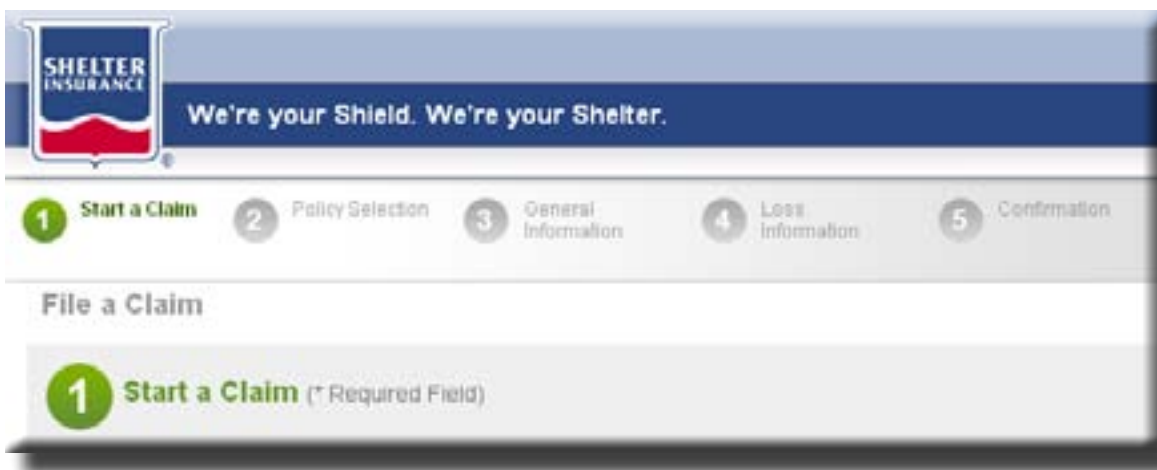 SHELTER
INSURANCE
®
We're your Shield. We're your Shelter.
1 Start a Claim
2 Policy Selection
3 General
Information
4 Loss
Information
5 Confirmation
File a Claim
1 Start a Claim (* Required Field)